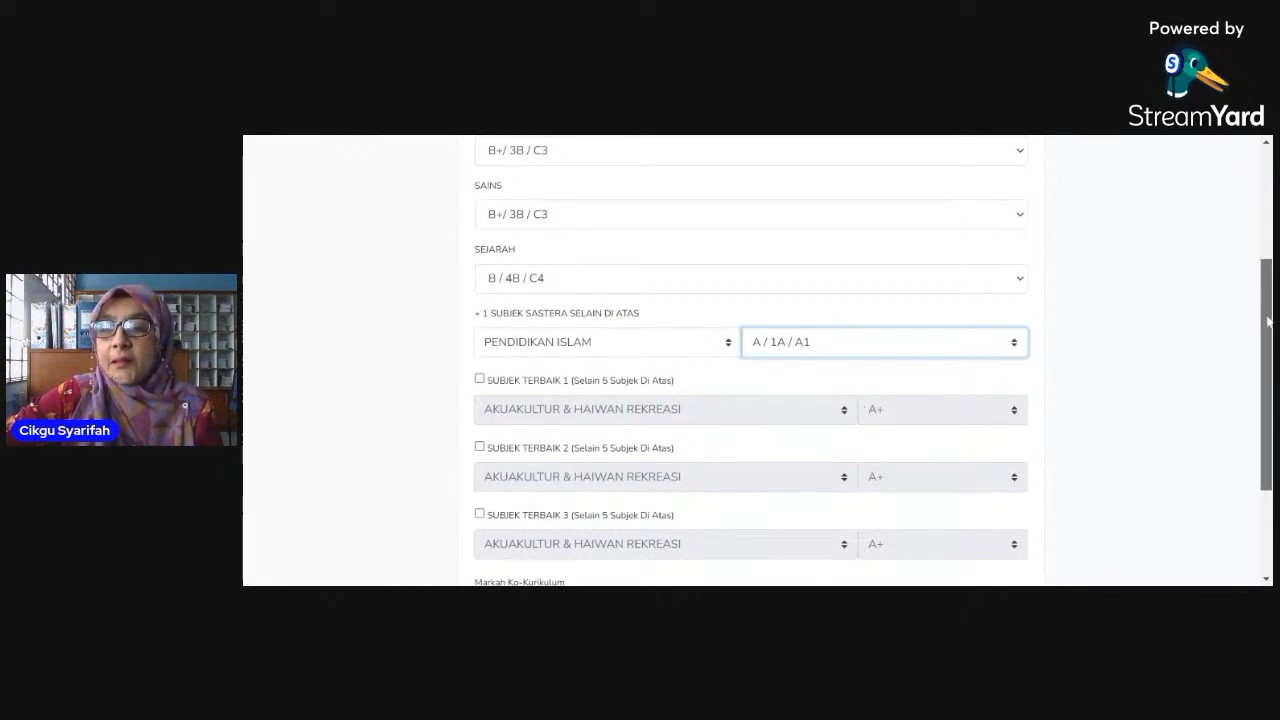 Powered by
StreamYard
B+/ 3B / C3
SAINS
B+/ 3B / C3
SEJARAH
B / 4B / C4
+ 1 SUBJEK SASTERA SELAIN DI ATAS
PENDIDIKAN ISLAM A / 1A / A1
SUBJEK TERBAIK 1 (Selain 5 Subjek Di Atas)
AKUAKULTUR & HAIWAN REKREASI A+
SUBJEK TERBAIK 2 (Selain 5 Subjek Di Atas)
AKUAKULTUR & HAIWAN REKREASI A+
SUBJEK TERBAIK 3 (Selain 5 Subjek Di Atas)
AKUAKULTUR & HAIWAN REKREASI A+
Markah Ko-Kurikulum
Cikgu Syarifah